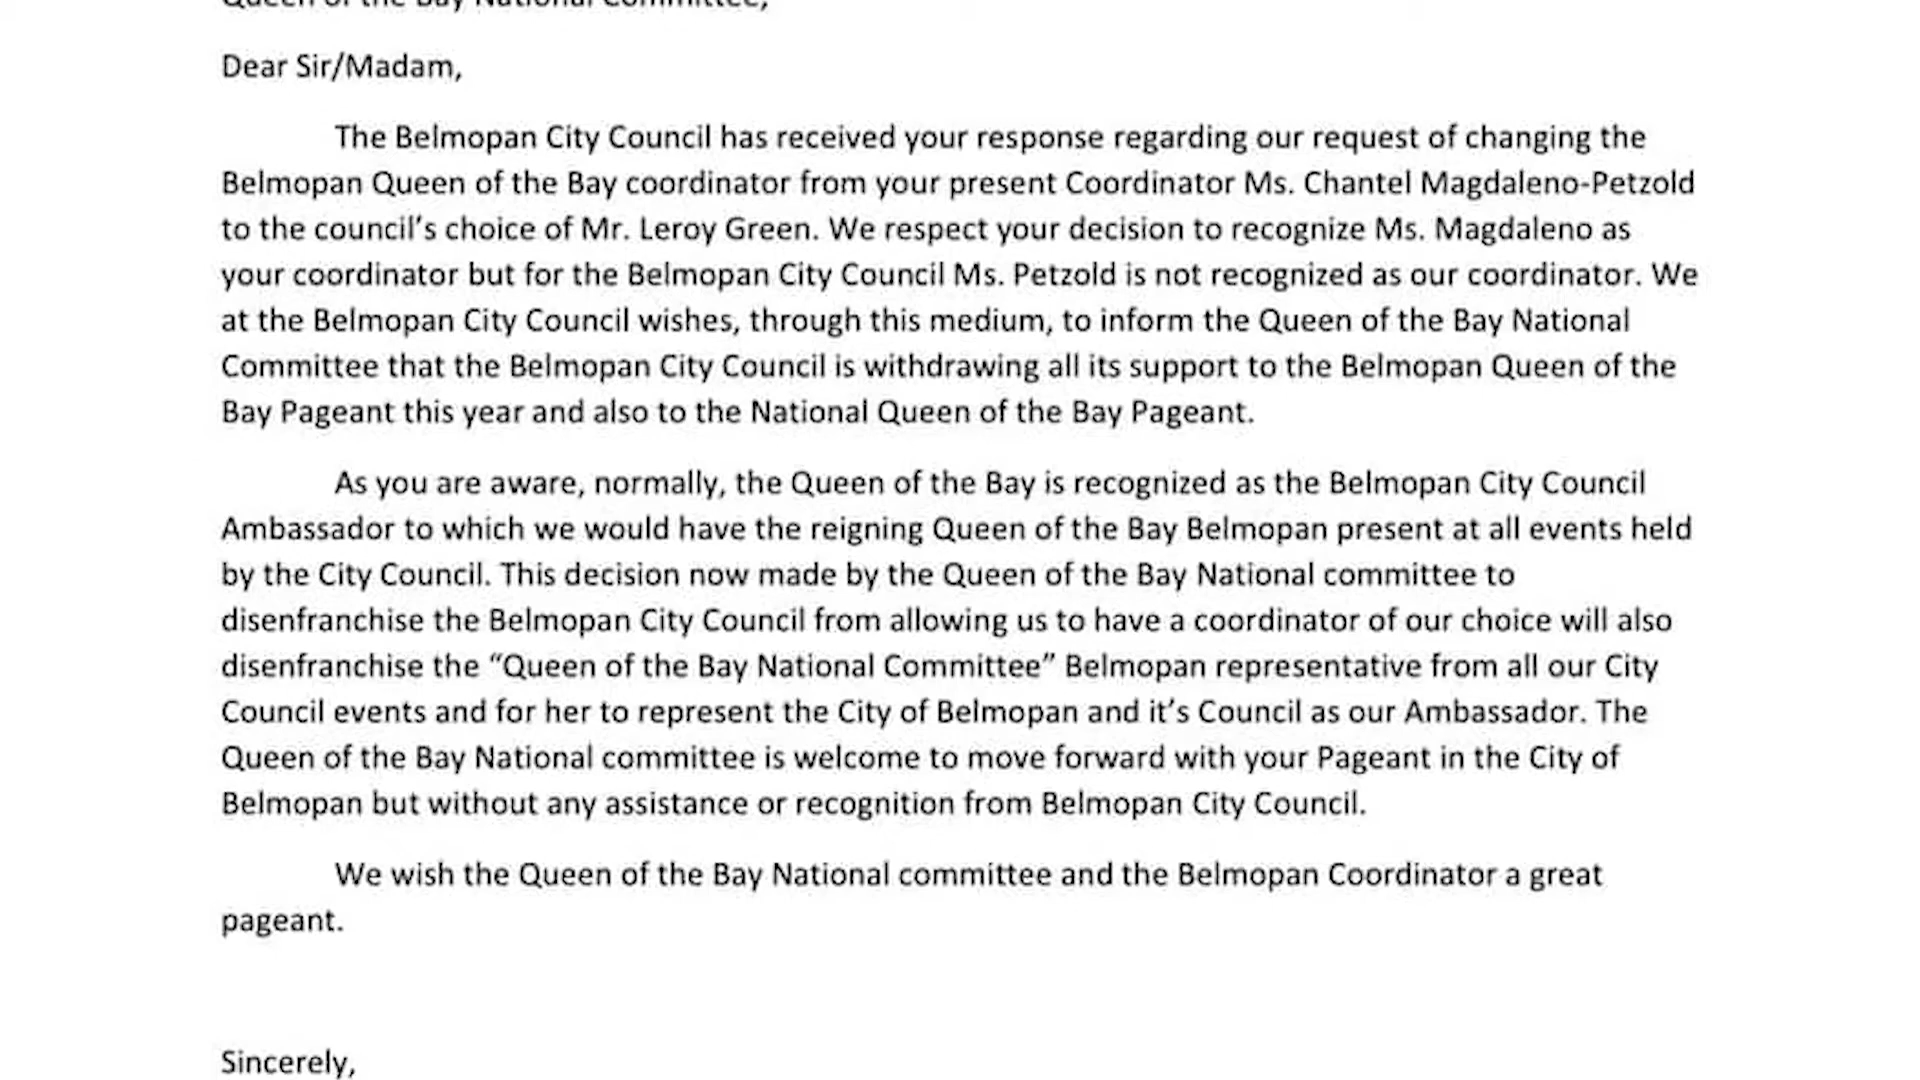 Queen of the Bay National Committee,
Dear Sir/Madam,
The Belmopan City Council has received your response regarding our request of changing the
Belmopan Queen of the Bay coordinator from your present Coordinator Ms. Chantel Magdaleno-Petzold
to the council’s choice of Mr. Leroy Green. We respect your decision to recognize Ms. Magdaleno as
your coordinator but for the Belmopan City Council Ms. Petzold is not recognized as our coordinator. We
at the Belmopan City Council wishes, through this medium, to inform the Queen of the Bay National
Committee that the Belmopan City Council is withdrawing all its support to the Belmopan Queen of the
Bay Pageant this year and also to the National Queen of the Bay Pageant.
As you are aware, normally, the Queen of the Bay is recognized as the Belmopan City Council
Ambassador to which we would have the reigning Queen of the Bay Belmopan present at all events held
by the City Council. This decision now made by the Queen of the Bay National committee to
disenfranchise the Belmopan City Council from allowing us to have a coordinator of our choice will also
disenfranchise the “Queen of the Bay National Committee” Belmopan representative from all our City
Council events and for her to represent the City of Belmopan and it’s Council as our Ambassador. The
Queen of the Bay National committee is welcome to move forward with your Pageant in the City of
Belmopan but without any assistance or recognition from Belmopan City Council.
We wish the Queen of the Bay National committee and the Belmopan Coordinator a great
pageant.
Sincerely,